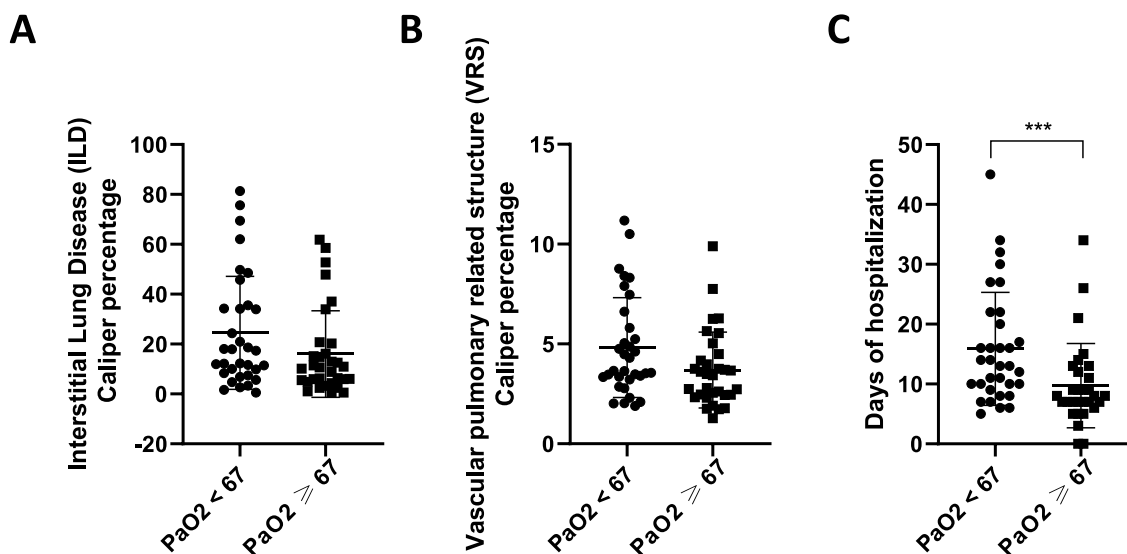 A
Interstitial Lung Disease (ILD)
Caliper percentage
100
80
60
40
20
0
-20
PaO2 < 67
PaO2 ⩾ 67
B
Vascular pulmonary related structure (VRS)
Caliper percentage
15
10
5
0
PaO2 < 67
PaO2 ⩾ 67
C
Days of hospitalization
50
40
30
20
10
0
***
PaO2 < 67
PaO2 ⩾ 67